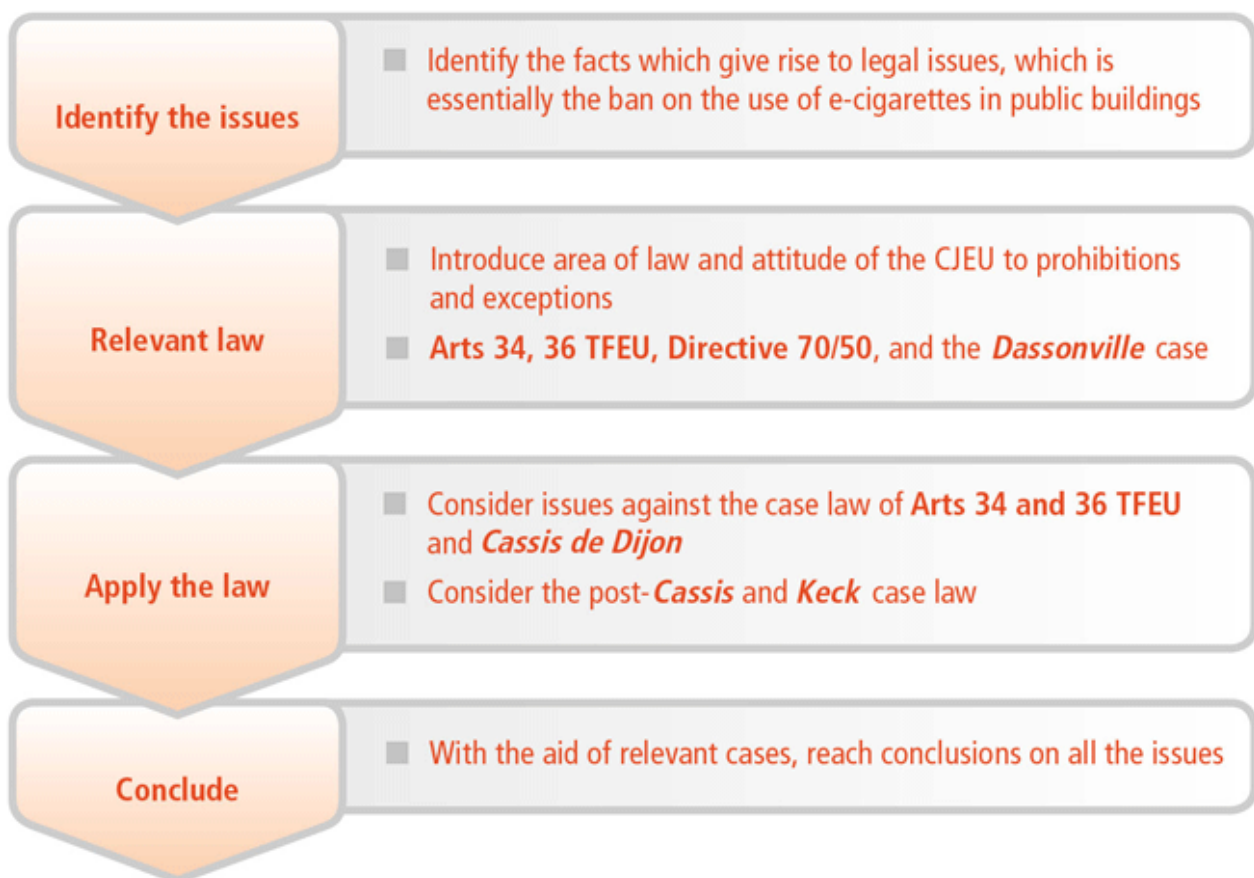 Identify the issues
■ Identify the facts which give rise to legal issues, which is
essentially the ban on the use of e-cigarettes in public buildings
Relevant law
■ Introduce area of law and attitude of the CJEU to prohibitions
and exceptions
■ Arts 34, 36 TFEU, Directive 70/50, and the Dassonville case
Apply the law
■ Consider issues against the case law of Arts 34 and 36 TFEU
and Cassis de Dijon
■ Consider the post-Cassis and Keck case law
Conclude
■ With the aid of relevant cases, reach conclusions on all the issues